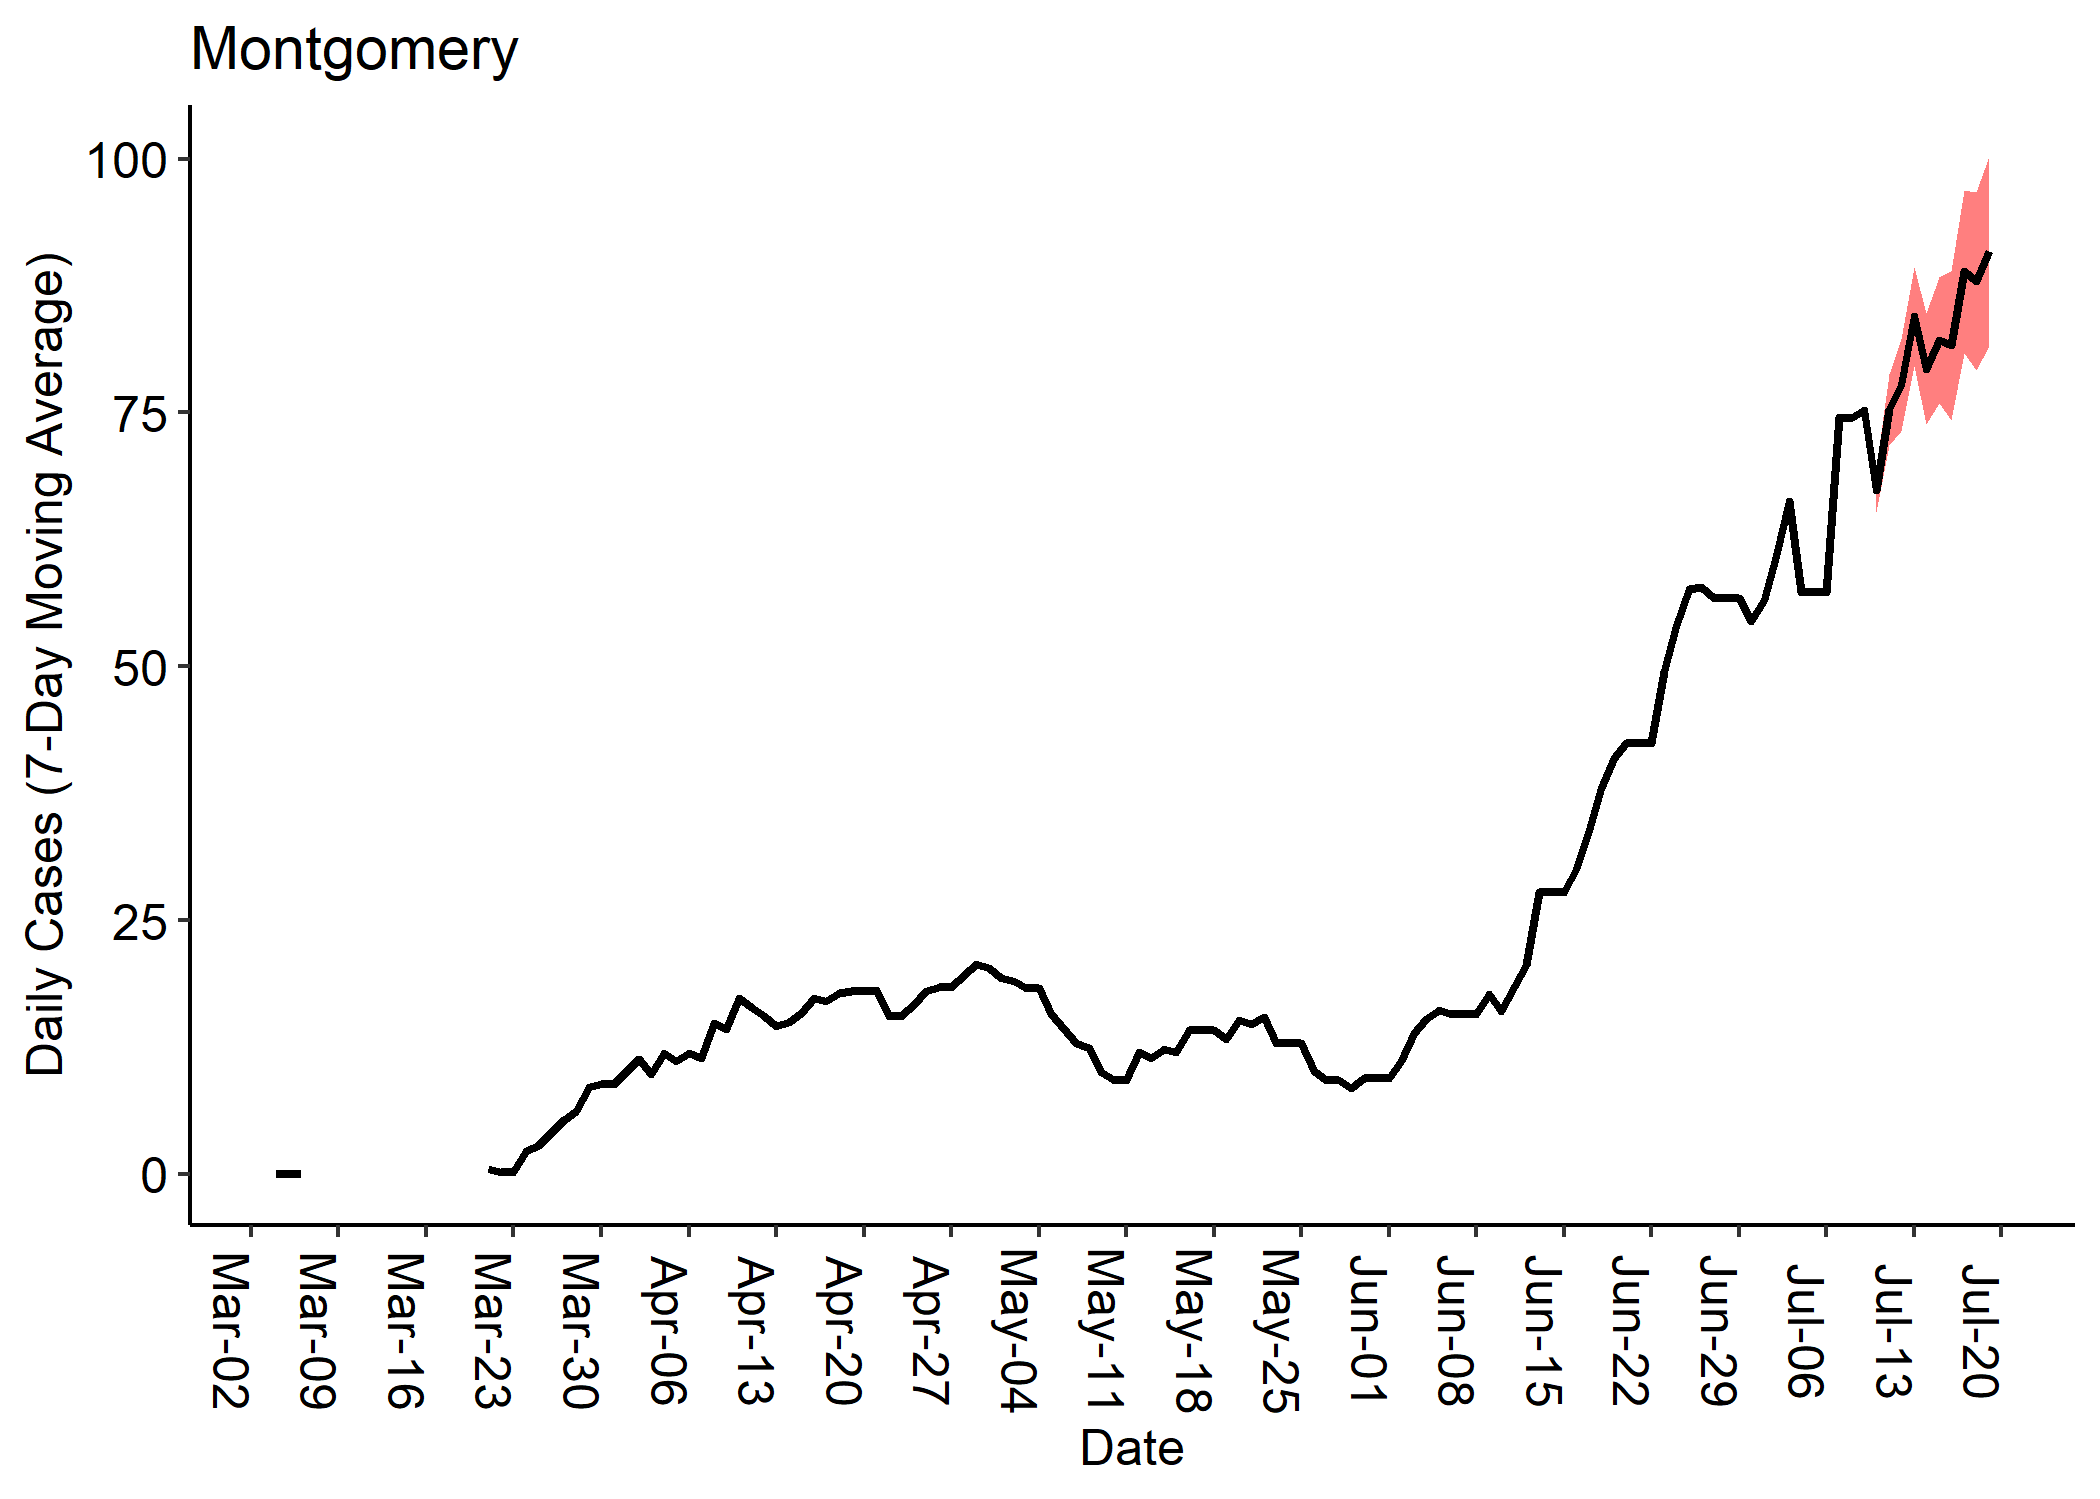 Montgomery
Daily Cases (7-Day Moving Average)
100
75
50
25
0
Mar-02
Mar-09
Mar-16
Mar-23
Mar-30
Apr-06
Apr-13
Apr-20
Apr-27
May-04
May-11
May-18
May-25
Jun-01
Jun-08
Jun-15
Jun-22
Jun-29
Jul-06
Jul-13
Jul-20
Date